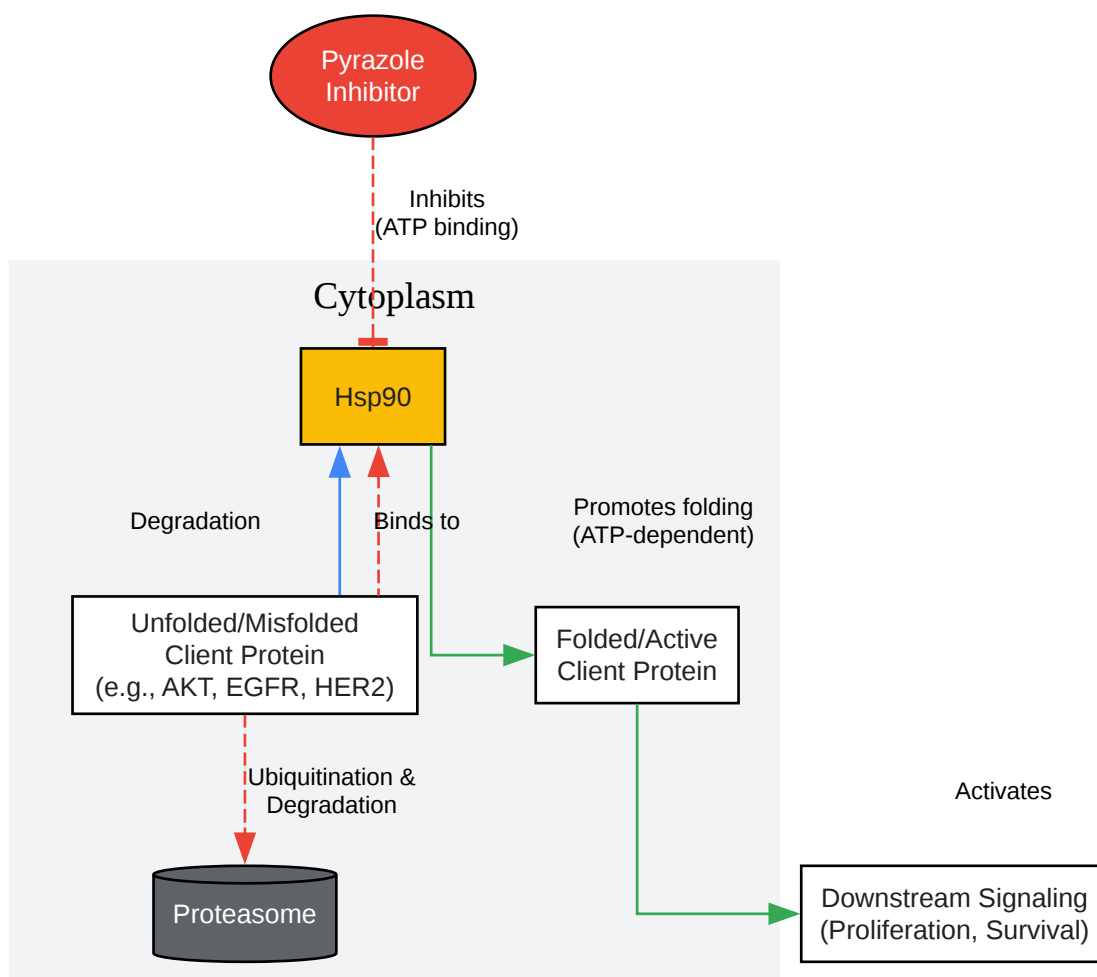 Pyrazole
Inhibitor
Inhibits
(ATP binding)
Cytoplasm
Hsp90
Degradation
Binds to
Promotes folding
(ATP-dependent)
Unfolded/Misfolded
Client Protein
(e.g., AKT, EGFR, HER2)
Folded/Active
Client Protein
Ubiquitination &
Degradation
Activates
Proteasome
Downstream Signaling
(Proliferation, Survival)